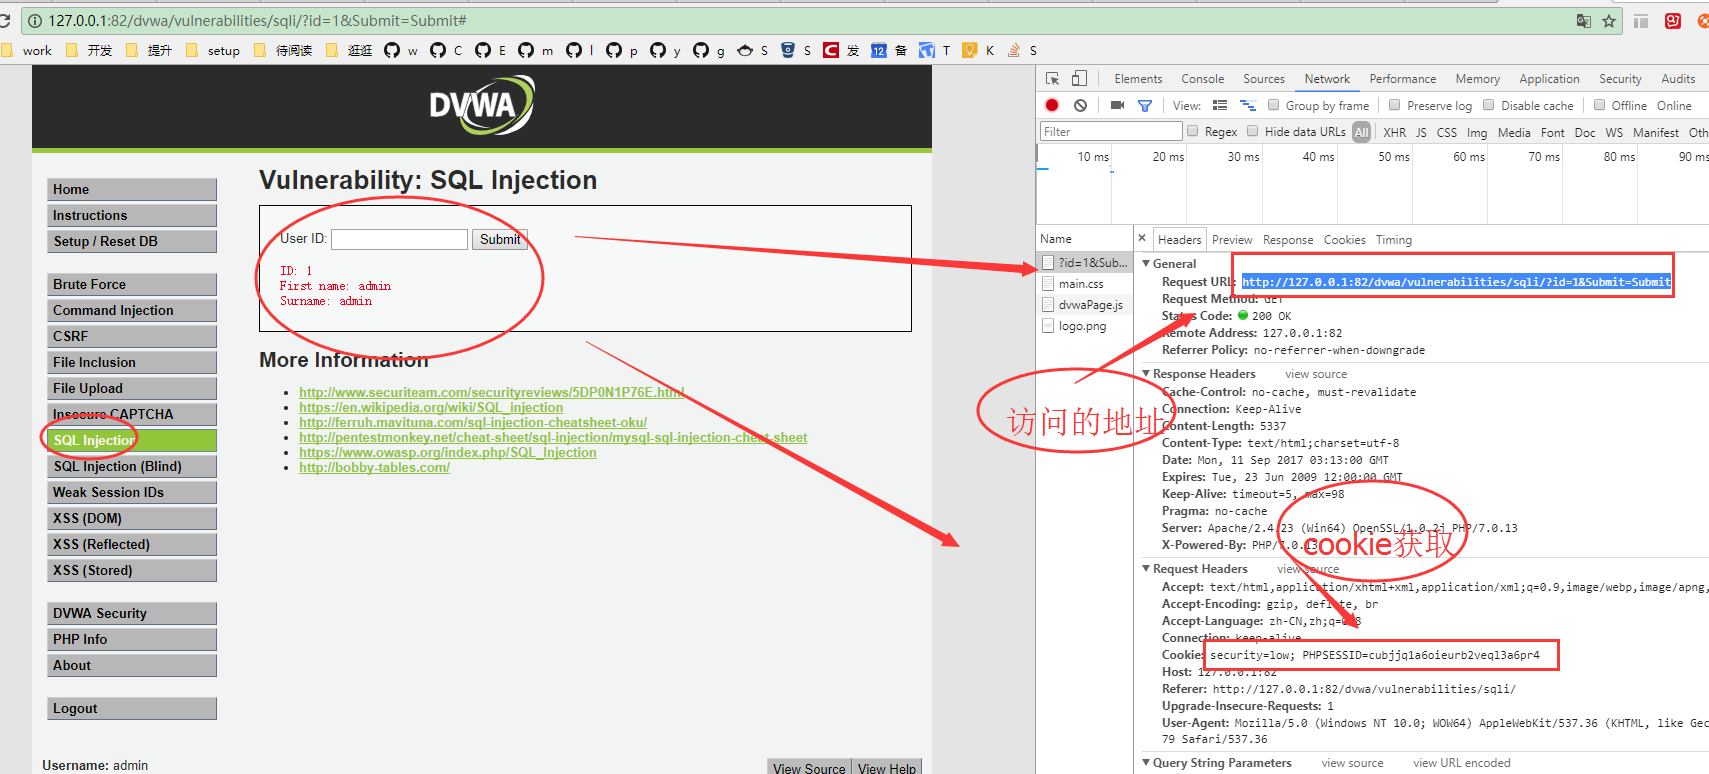 127.0.0.1:82/dvwa/vulnerabilities/sqli/?id=1&Submit=Submit#
work 开发 提升 setup 待阅读 逛逛 w C E m l p y g S S 发 12 备 T K S
DVWA
Home
Instructions
Setup / Reset DB
Brute Force
Command Injection
CSRF
File Inclusion
File Upload
Insecure CAPTCHA
SQL Injection
SQL Injection (Blind)
Weak Session IDs
XSS (DOM)
XSS (Reflected)
XSS (Stored)
DVWA Security
PHP Info
About
Logout
Username: admin
Vulnerability: SQL Injection
User ID: Submit
ID: 1
First name: admin
Surname: admin
More Information
http://www.securiteam.com/securityreviews/5DP0N1P76E.html
https://en.wikipedia.org/wiki/SQL_injection
http://ferruh.mavituna.com/sql-injection-cheatsheet-oku/
http://pentestmonkey.net/cheat-sheet/sql-injection/mysql-sql-injection-cheat-sheet
https://www.owasp.org/index.php/SQL_Injection
http://bobby-tables.com/
View Source View Help
Elements Console Sources Network Performance Memory Application Security Audits
View: Group by frame Preserve log Disable cache Offline Online
Filter Regex Hide data URLs All XHR JS CSS Img Media Font Doc WS Manifest Oth
10 ms 20 ms 30 ms 40 ms 50 ms 60 ms 70 ms 80 ms 90 ms
Name
?id=1&Sub...
main.css
dvwaPage.js
logo.png
× Headers Preview Response Cookies Timing
General
Request URL: http://127.0.0.1:82/dvwa/vulnerabilities/sqli/?id=1&Submit=Submit
Request Method: GET
Status Code: 200 OK
Remote Address: 127.0.0.1:82
Referrer Policy: no-referrer-when-downgrade
Response Headers view source
Cache-Control: no-cache, must-revalidate
Connection: Keep-Alive
Content-Length: 5337
Content-Type: text/html;charset=utf-8
Date: Mon, 11 Sep 2017 03:13:00 GMT
Expires: Tue, 23 Jun 2009 12:00:00 GMT
Keep-Alive: timeout=5, max=98
Pragma: no-cache
Server: Apache/2.4.23 (Win64) OpenSSL/1.0.2j PHP/7.0.13
X-Powered-By: PHP/7.0.13
访问的地址
cookie获取
Request Headers view source
Accept: text/html,application/xhtml+xml,application/xml;q=0.9,image/webp,image/apng,
Accept-Encoding: gzip, deflate, br
Accept-Language: zh-CN,zh;q=0.8
Connection: keep-alive
Cookie: security=low; PHPSESSID=cubjjq1a6oieurb2veql3a6pr4
Host: 127.0.0.1:82
Referer: http://127.0.0.1:82/dvwa/vulnerabilities/sqli/
Upgrade-Insecure-Requests: 1
User-Agent: Mozilla/5.0 (Windows NT 10.0; WOW64) AppleWebKit/537.36 (KHTML, like Gec
79 Safari/537.36
Query String Parameters view source view URL encoded